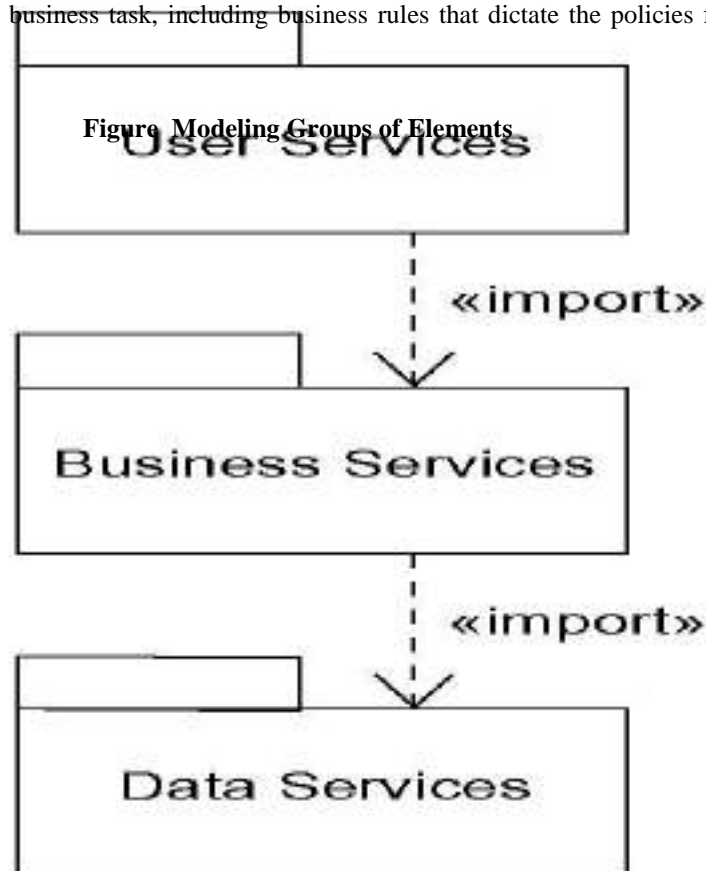 business task, including business rules that dictate the policies
Figure Modeling Groups of Elements
User Services
«import»
Business Services
«import»
Data Services